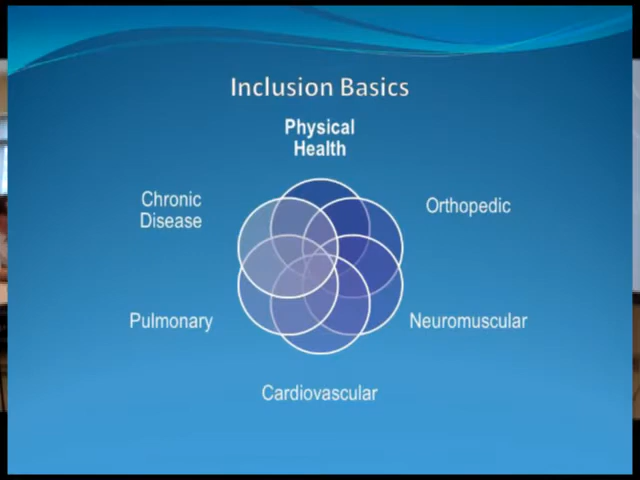 Inclusion Basics
Physical
Health
Chronic
Disease
Orthopedic
Pulmonary
Neuromuscular
Cardiovascular